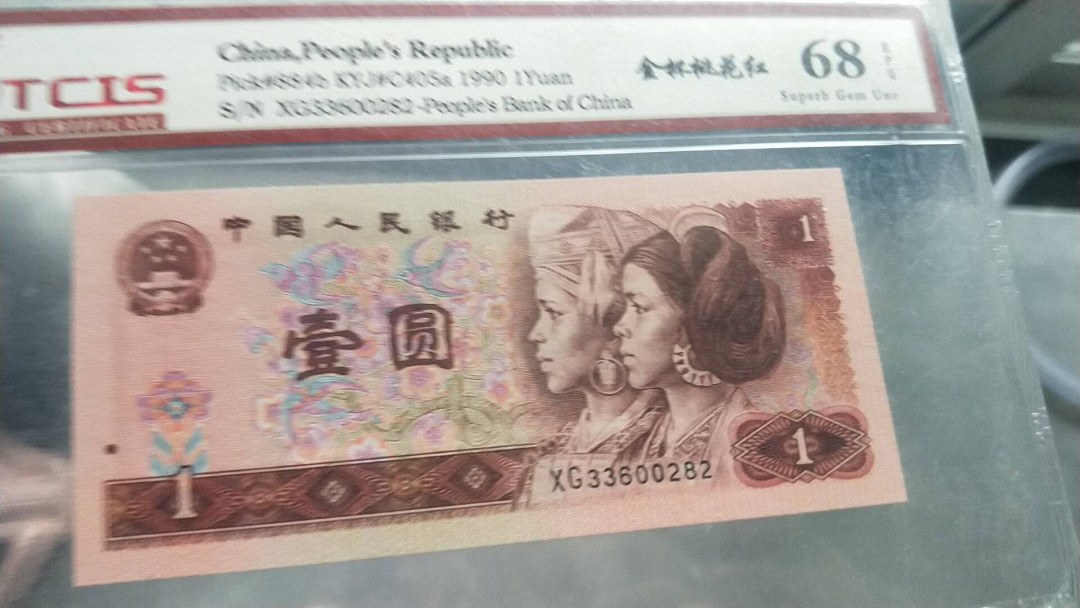 China,People's Republic
Pick#884b KYJ#C405a 1990 1Yuan
S/N XG33600282-People's Bank of China
TCIS
金杯桃花红
68
EPQ
Superb Gem Unc
中国人民银行
1
壹圆
1
1
XG33600282